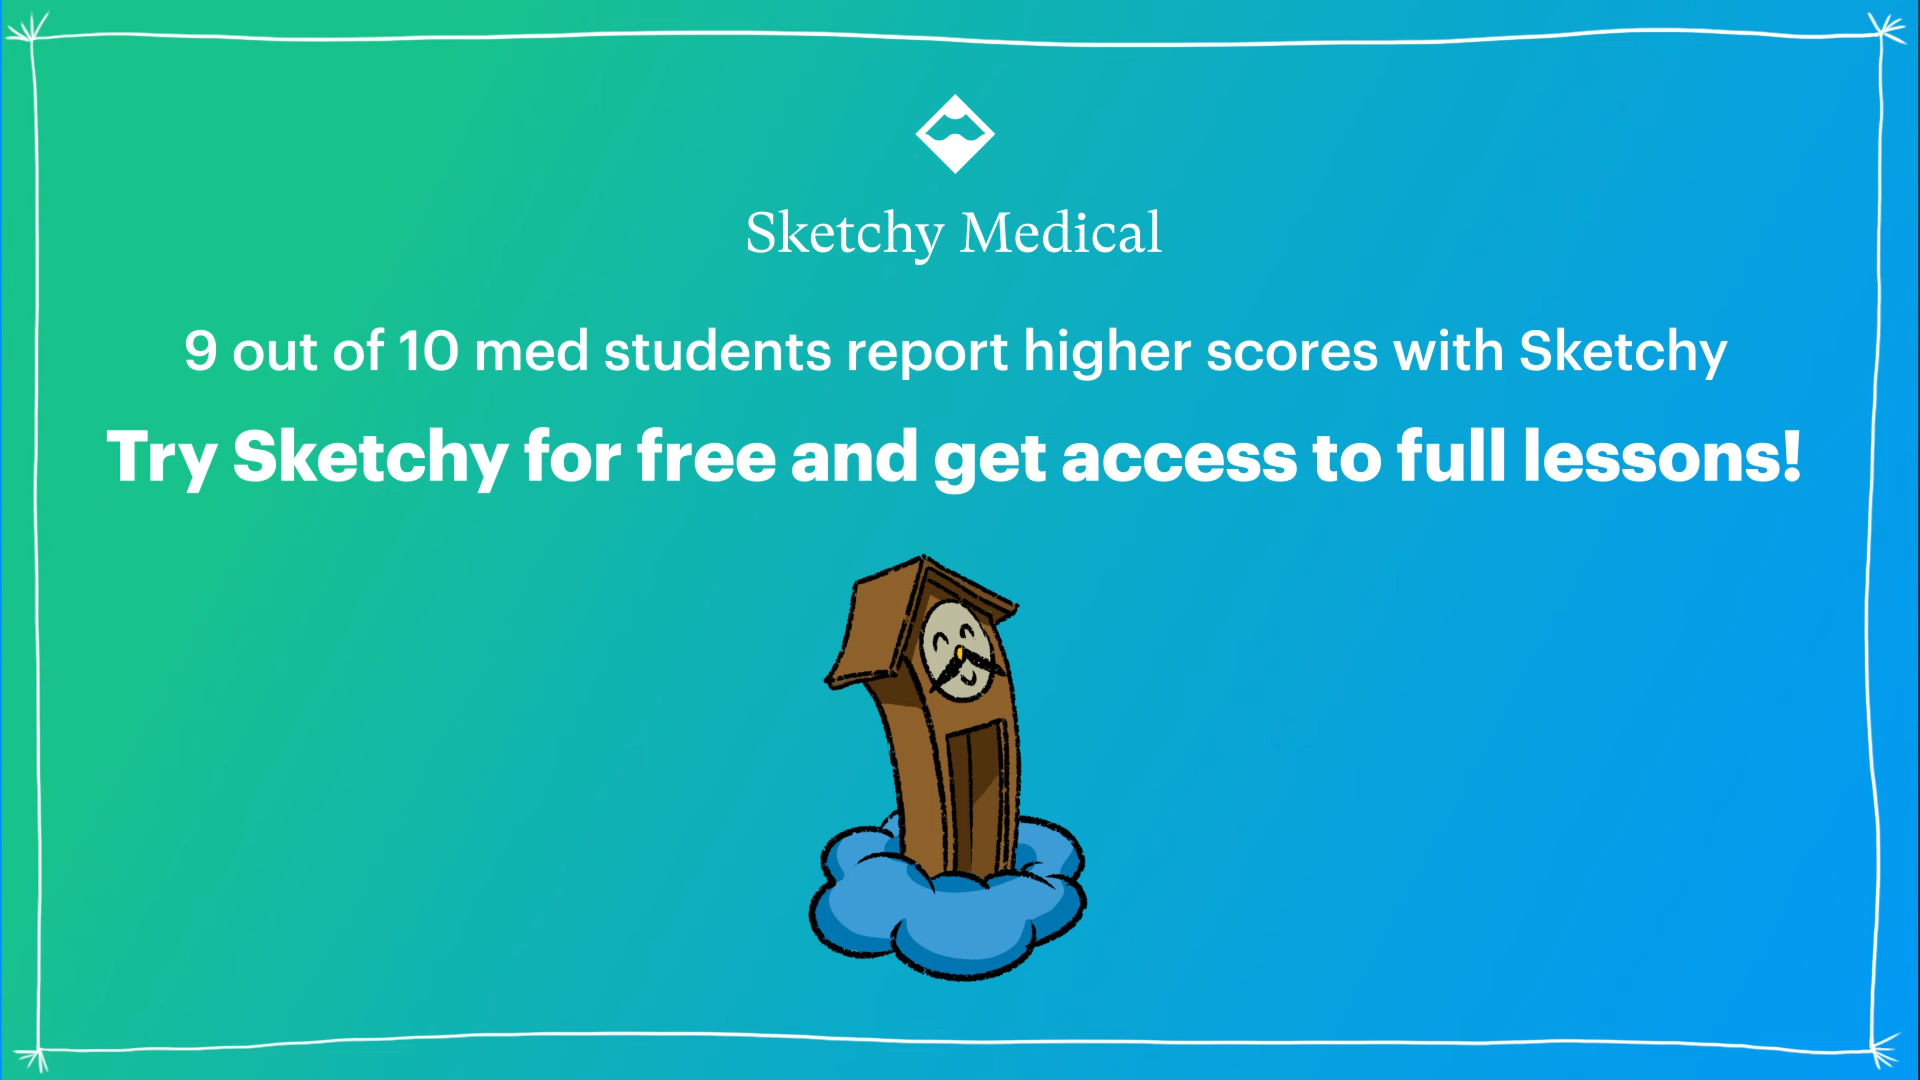 Sketchy Medical
9 out of 10 med students report higher scores with Sketchy
Try Sketchy for free and get access to full lessons!